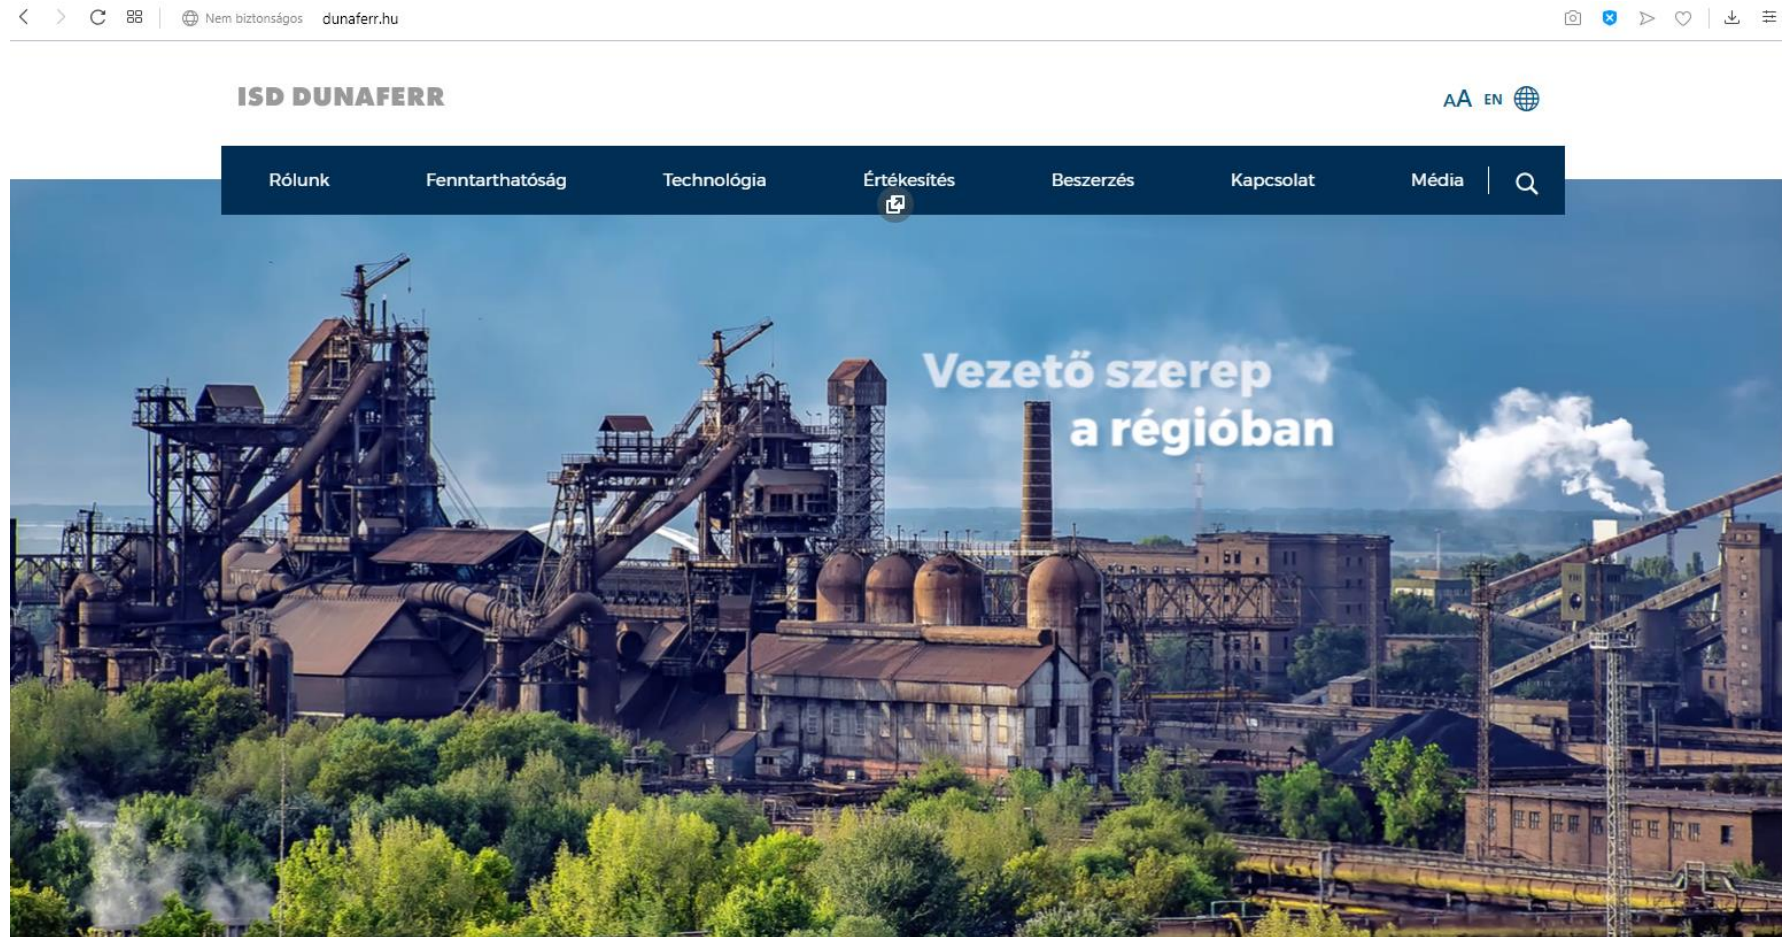 Nem biztonságos dunaferr.hu
ISD DUNAFERR
AA EN
Rólunk Fenntarthatóság Technológia Értékesítés Beszerzés Kapcsolat Média
Vezető szerep
a régióban